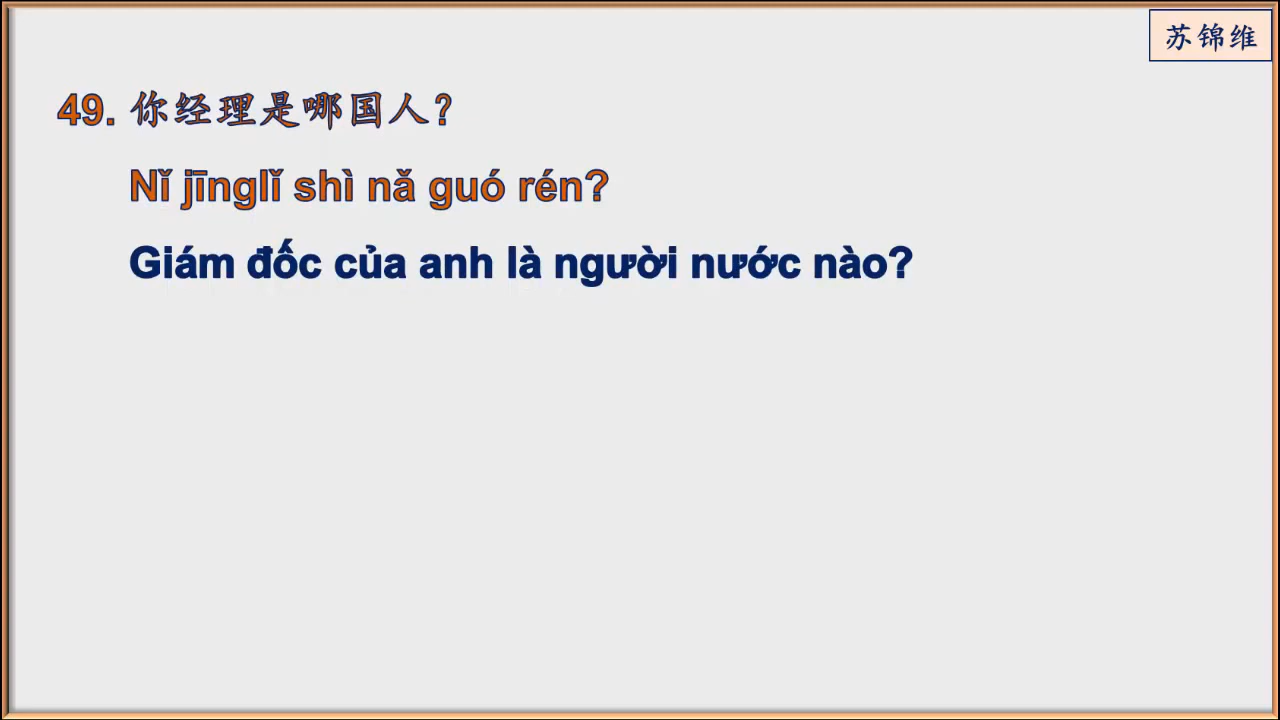 苏锦维
49. 你经理是哪国人？
Nǐ jīnglǐ shì nǎ guó rén?
Giám đốc của anh là người nước nào?